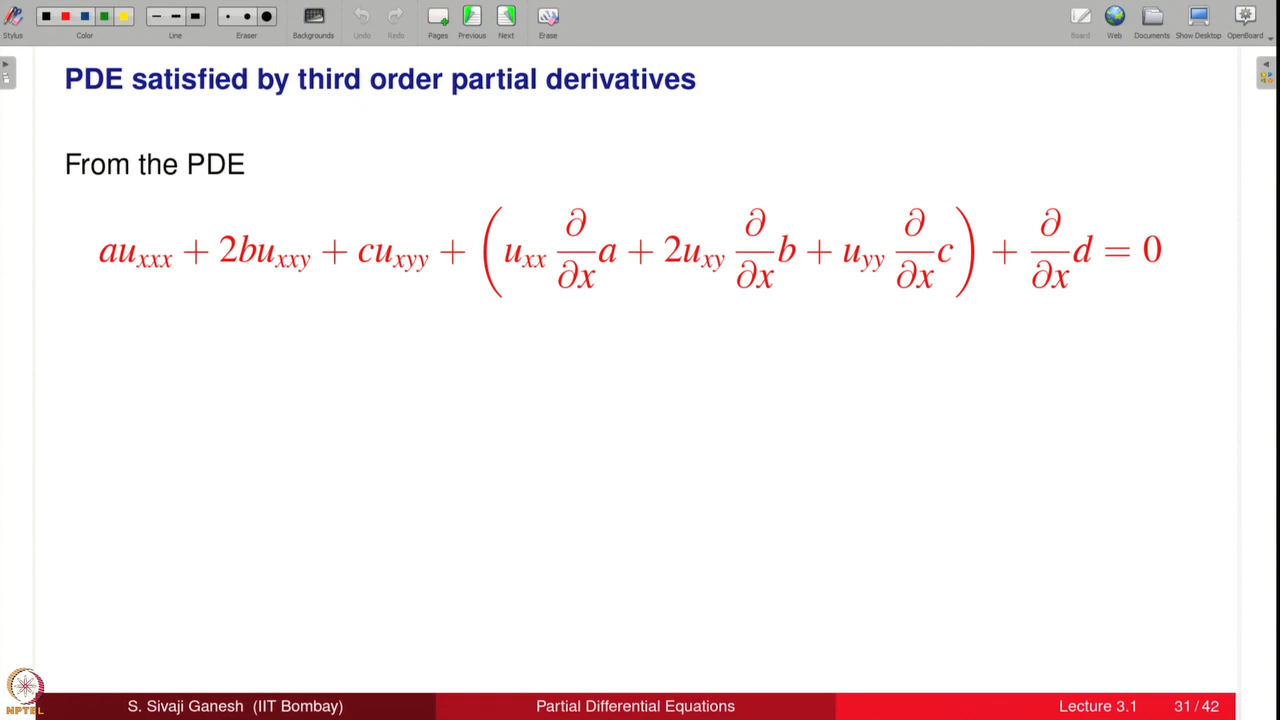 Stylus Color Line Eraser Backgrounds Undo Redo Pages Previous Next Erase Board Web Documents Show Desktop OpenBoard
PDE satisfied by third order partial derivatives
From the PDE
au_{xxx} + 2bu_{xxy} + cu_{xyy} + ( u_{xx} ∂/∂x a + 2u_{xy} ∂/∂x b + u_{yy} ∂/∂x c ) + ∂/∂x d = 0
NPTEL
S. Sivaji Ganesh (IIT Bombay) Partial Differential Equations Lecture 3.1 31 / 42